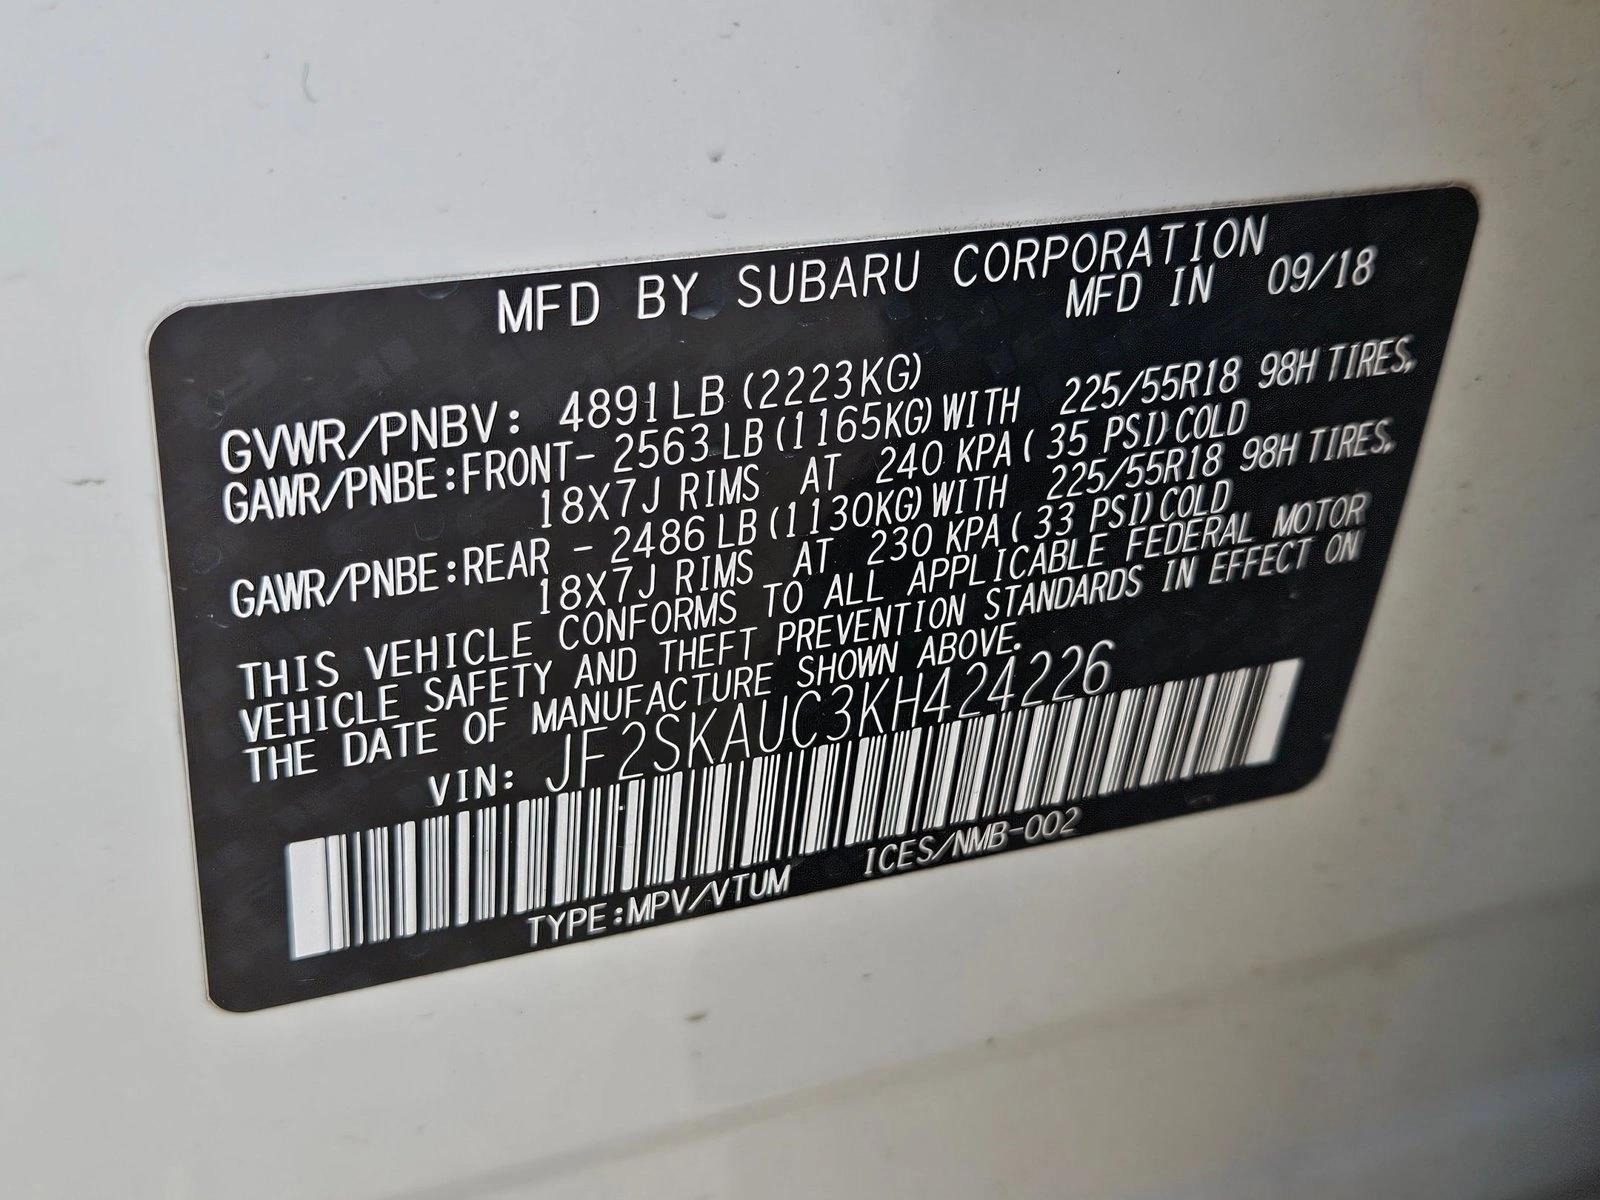 MFD BY SUBARU CORPORATION
MFD IN 09/18
GVWR/PNBV: 4891LB (2223KG)
GAWR/PNBE:FRONT- 2563LB(1165KG)WITH 225/55R18 98H TIRES,
18X7J RIMS AT 240 KPA( 35 PSI)COLD
GAWR/PNBE:REAR - 2486LB(1130KG)WITH 225/55R18 98H TIRES,
18X7J RIMS AT 230 KPA( 33 PSI)COLD
THIS VEHICLE CONFORMS TO ALL APPLICABLE FEDERAL MOTOR
VEHICLE SAFETY AND THEFT PREVENTION STANDARDS IN EFFECT ON
THE DATE OF MANUFACTURE SHOWN ABOVE.
VIN: JF2SKAUC3KH424226
TYPE:MPV/VTUM ICES/NMB-002